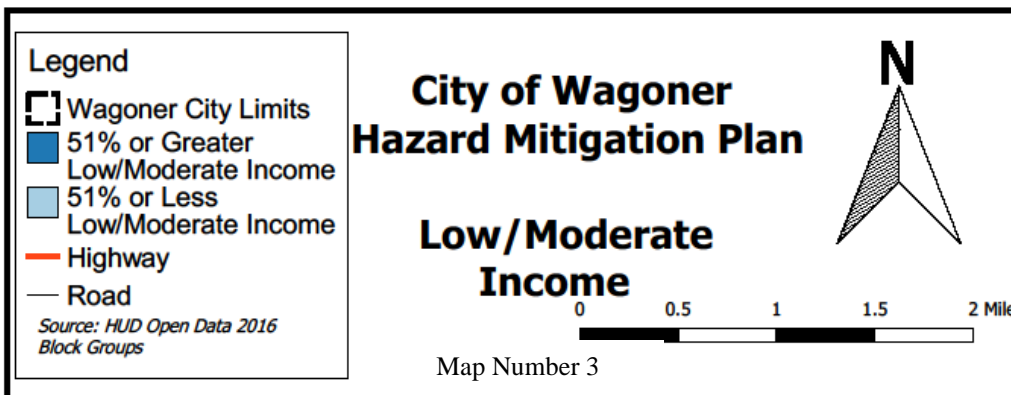 Legend
Wagoner City Limits
51% or Greater
Low/Moderate Income
51% or Less
Low/Moderate Income
Highway
Road
Source: HUD Open Data 2016
Block Groups
City of Wagoner
Hazard Mitigation Plan
Low/Moderate
Income
N
0 0.5 1 1.5 2 Mile
Map Number 3